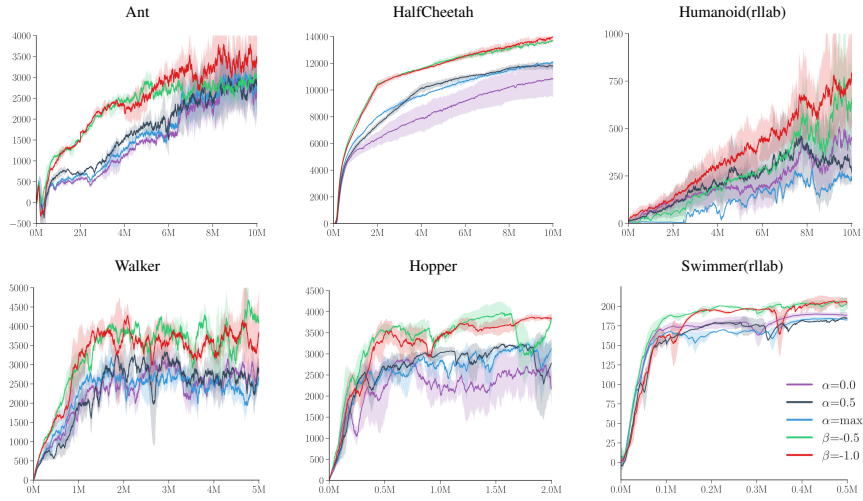 Ant
HalfCheetah
Humanoid(rllab)
4000
3500
3000
2500
2000
1500
1000
500
0
−500
0M
2M
4M
6M
8M
10M
14000
12000
10000
8000
6000
4000
2000
0
0M
2M
4M
6M
8M
10M
1000
750
500
250
0
0M
2M
4M
6M
8M
10M
Walker
Hopper
Swimmer(rllab)
5000
4500
4000
3500
3000
2500
2000
1500
1000
500
0
0M
1M
2M
3M
4M
5M
4500
4000
3500
3000
2500
2000
1500
1000
500
0
0.0M
0.5M
1.0M
1.5M
2.0M
200
175
150
125
100
75
50
25
0
0.0M
0.1M
0.2M
0.3M
0.4M
0.5M
α=0.0
α=0.5
α=max
β=-0.5
β=-1.0